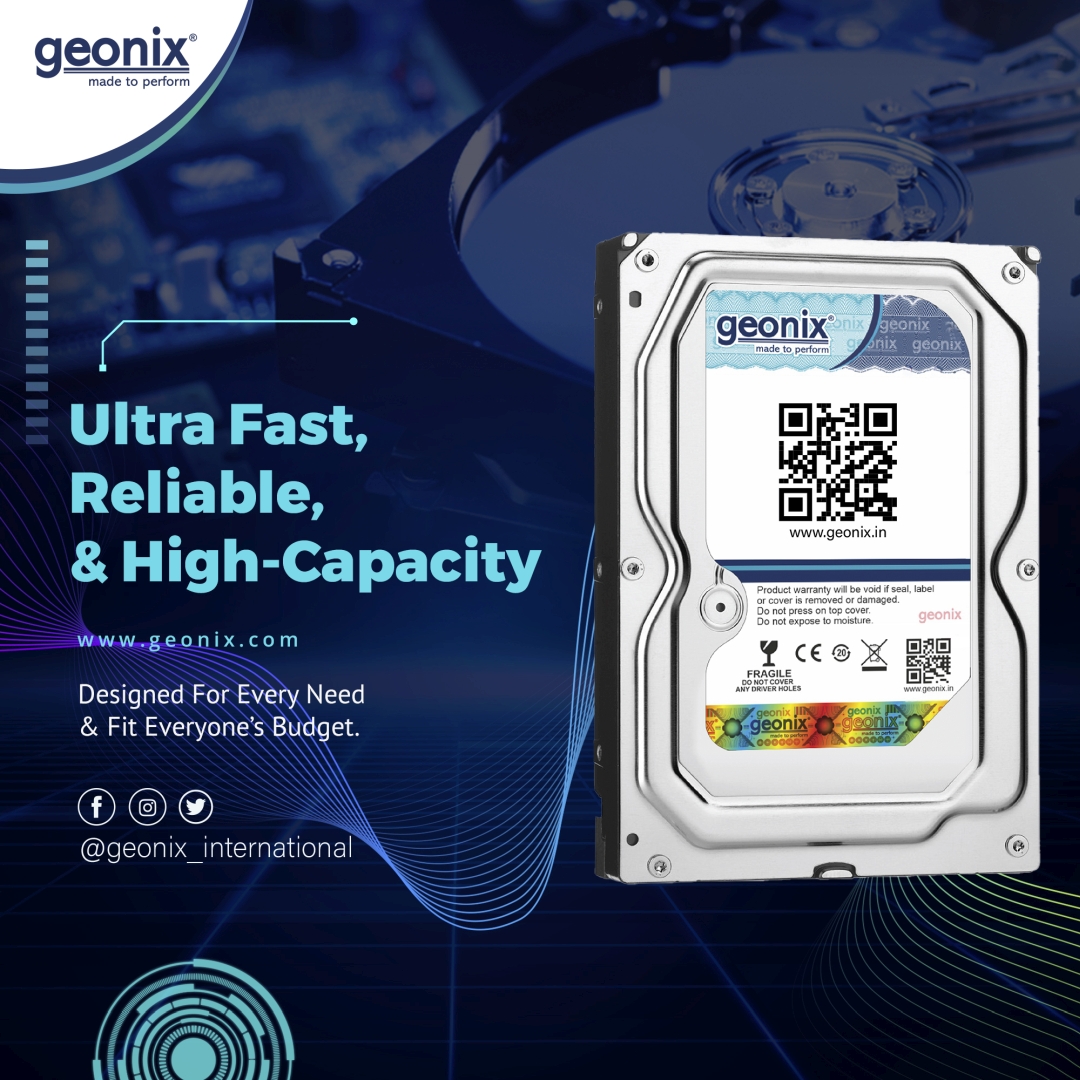 geonix®
made to perform
Ultra Fast,
Reliable,
& High-Capacity
www.geonix.com
Designed For Every Need
& Fit Everyone's Budget.
@geonix_international
geonix®
made to perform
geonix
geonix
geonix
geonix
www.geonix.in
Product warranty will be void if seal, label
or cover is removed or damaged.
Do not press on top cover.
Do not expose to moisture.
geonix
FRAGILE
DO NOT COVER
ANY DRIVER HOLES
CE
20
www.geonix.in
geonix
geonix
geonix
geonix
made to perform
made to perform